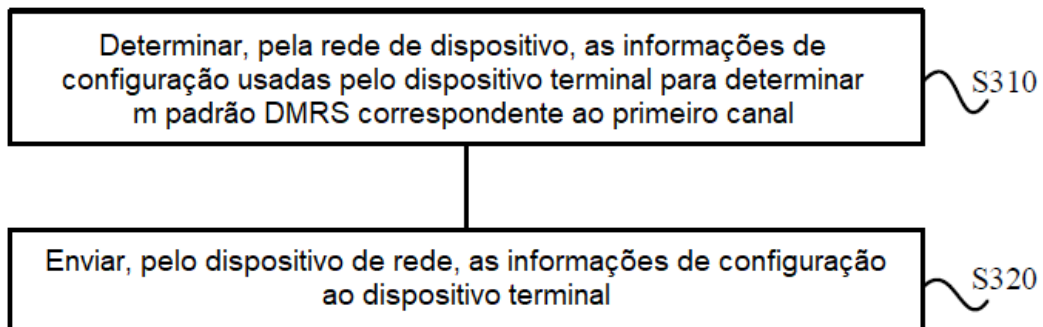 Determinar, pela rede de dispositivo, as informações de
configuração usadas pelo dispositivo terminal para determinar
m padrão DMRS correspondente ao primeiro canal
S310
Enviar, pelo dispositivo de rede, as informações de configuração
ao dispositivo terminal
S320